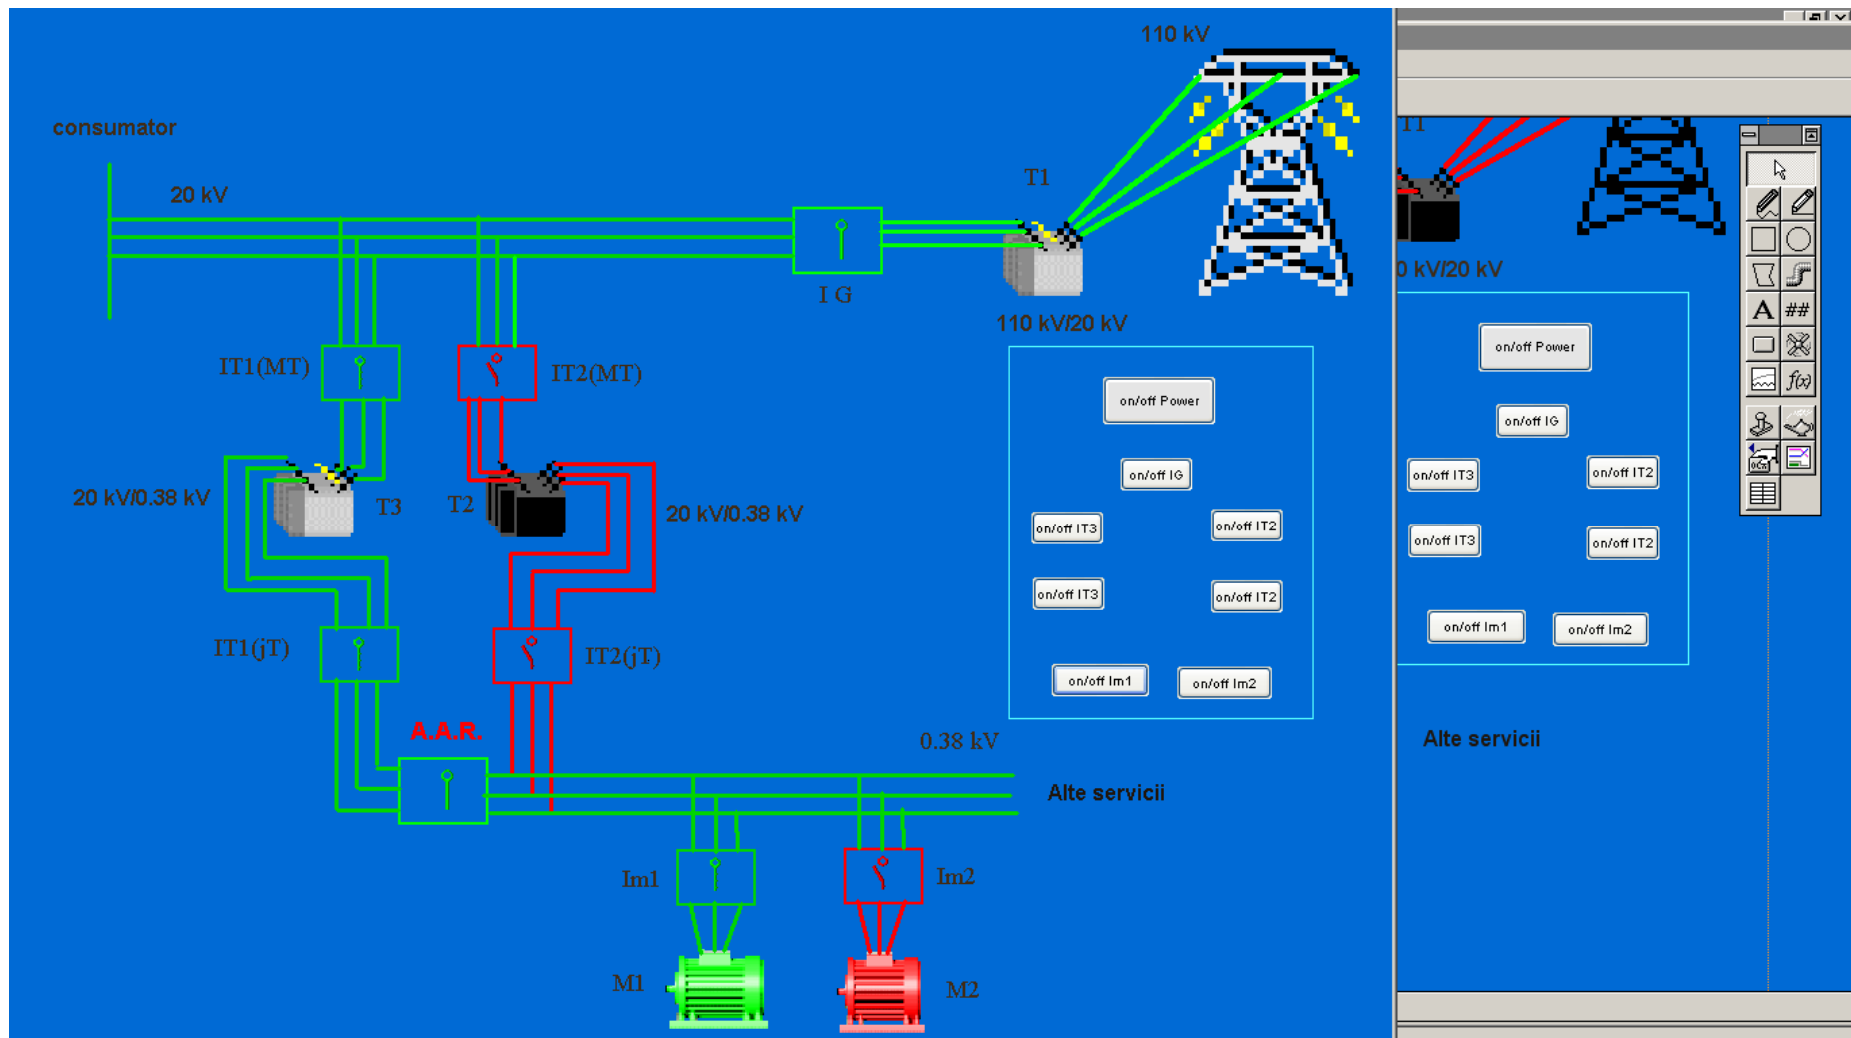 110 kV
consumator
20 kV
T1
I G
110 kV/20 kV
IT1(MT)
IT2(MT)
20 kV/0.38 kV
T3
T2
20 kV/0.38 kV
IT1(jT)
IT2(jT)
A.A.R.
0.38 kV
Alte servicii
Im1
Im2
M1
M2
on/off Power
on/off IG
on/off IT3
on/off IT2
on/off IT3
on/off IT2
on/off Im1
on/off Im2
0 kV/20 kV
on/off Power
on/off IG
on/off IT3
on/off IT2
on/off IT3
on/off IT2
on/off Im1
on/off Im2
Alte servicii
A
##
f(x)